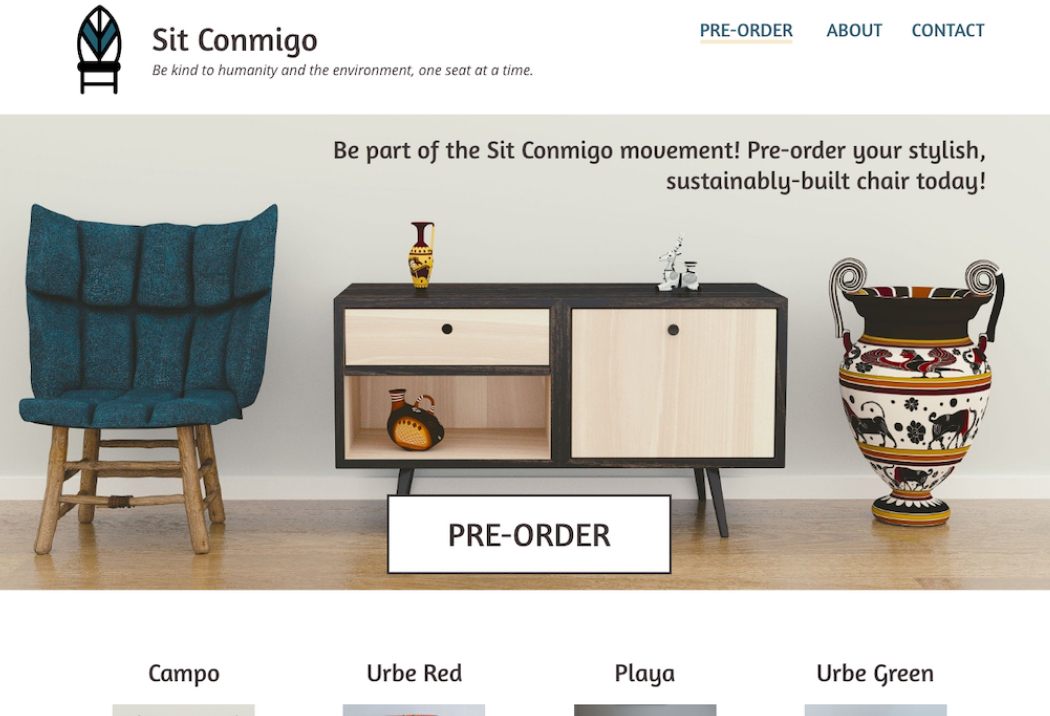 Sit Conmigo
Be kind to humanity and the environment, one seat at a time.
PRE-ORDER
ABOUT
CONTACT
Be part of the Sit Conmigo movement! Pre-order your stylish,
sustainably-built chair today!
PRE-ORDER
Campo
Urbe Red
Playa
Urbe Green